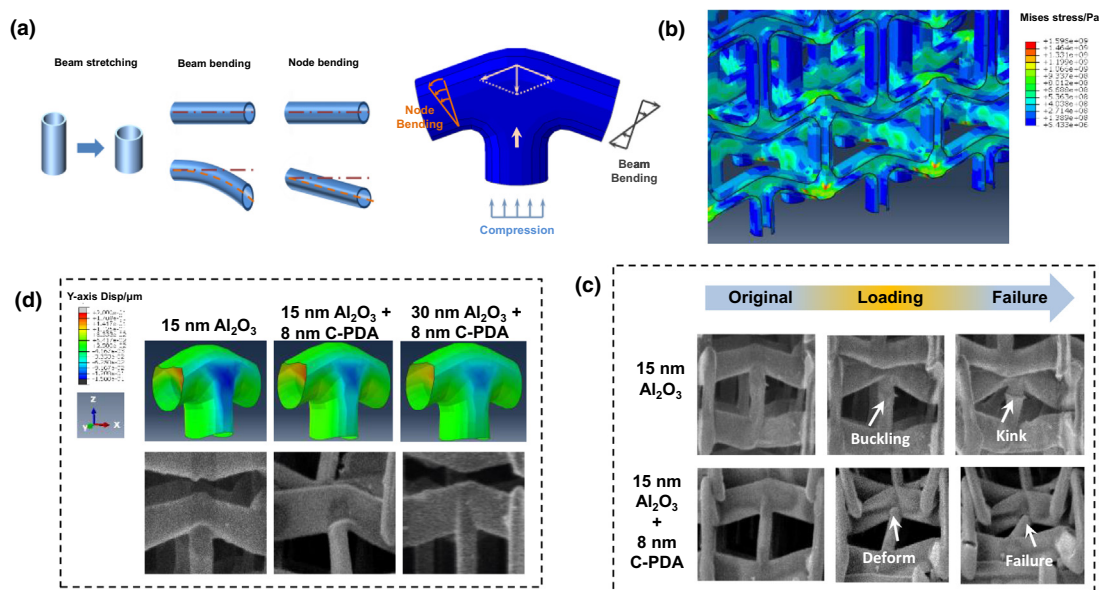 (a)
Beam stretching
Beam bending
Node bending
Node
Bending
Beam
Bending
Compression
(b)
Mises stress/Pa
(d)
Y-axis Disp/μm
15 nm Al₂O₃
15 nm Al₂O₃ +
8 nm C-PDA
30 nm Al₂O₃ +
8 nm C-PDA
Z
Y
X
(c)
Original
Loading
Failure
15 nm
Al₂O₃
Buckling
Kink
15 nm
Al₂O₃
+
8 nm
C-PDA
Deform
Failure